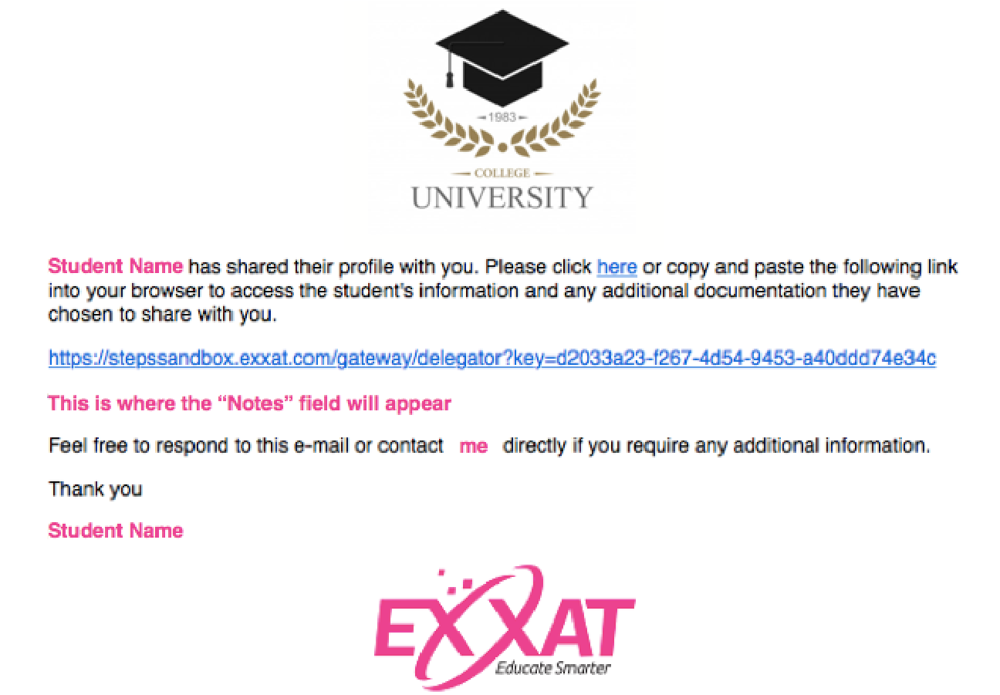 1983
COLLEGE
UNIVERSITY
Student Name has shared their profile with you. Please click here or copy and paste the following link
into your browser to access the student's information and any additional documentation they have
chosen to share with you.
https://stepssandbox.exxat.com/gateway/delegator?key=d2033a23-f267-4d54-9453-a40ddd74e34c
This is where the “Notes” field will appear
Feel free to respond to this e-mail or contact me directly if you require any additional information.
Thank you
Student Name
EXXAT
Educate Smarter